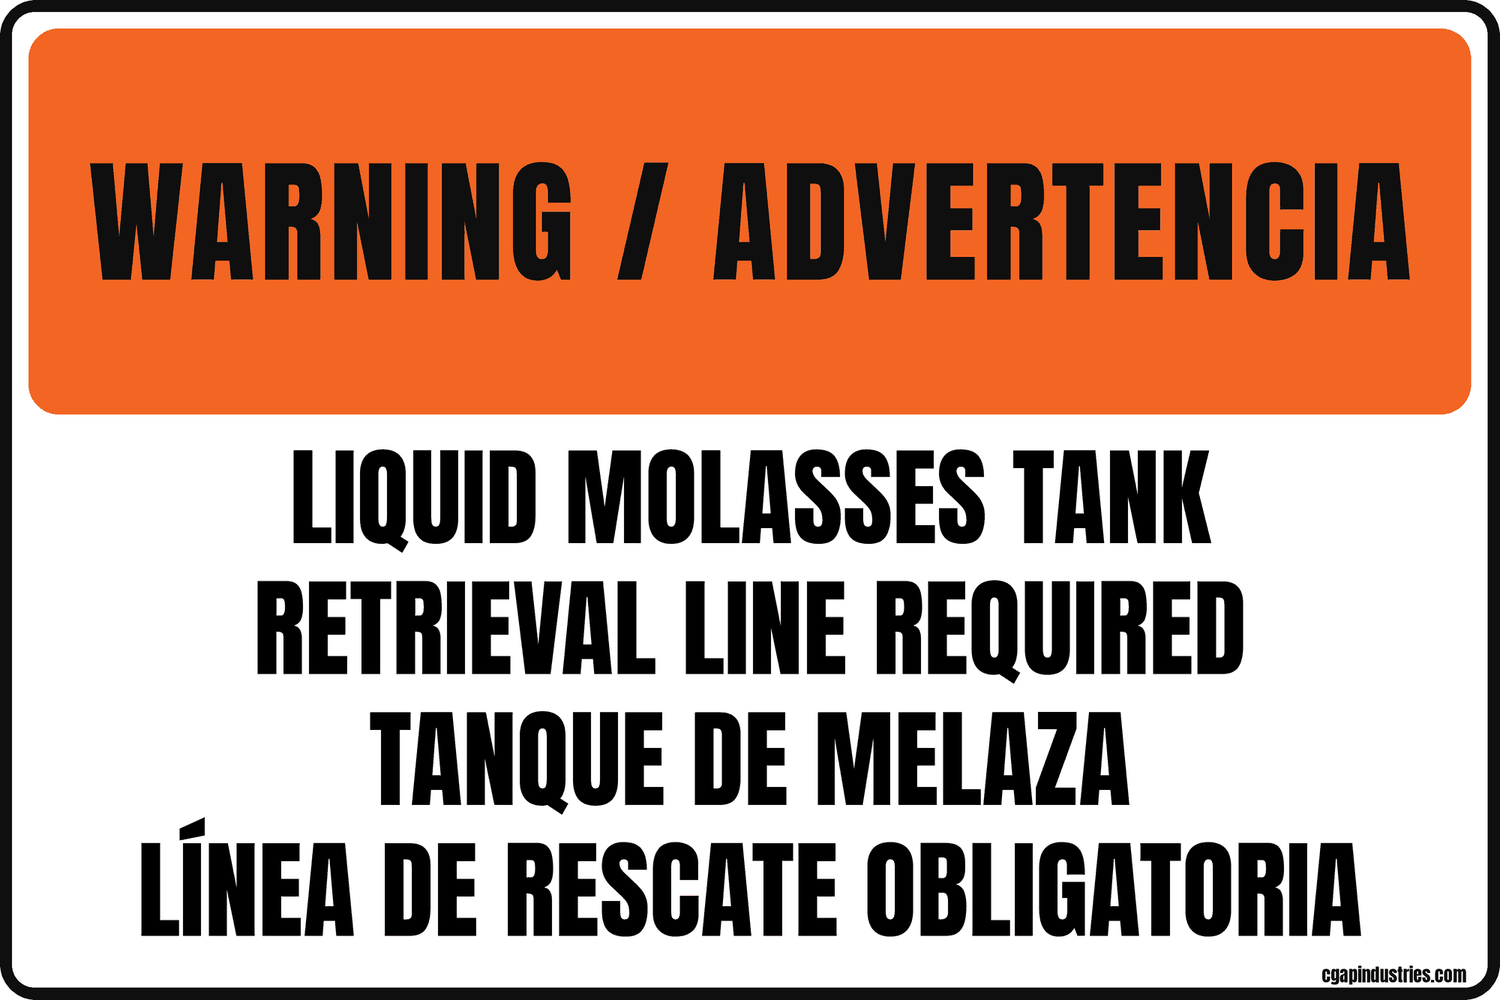 WARNING / ADVERTENCIA
LIQUID MOLASSES TANK
RETRIEVAL LINE REQUIRED
TANQUE DE MELAZA
LÍNEA DE RESCATE OBLIGATORIA
cgapindustries.com